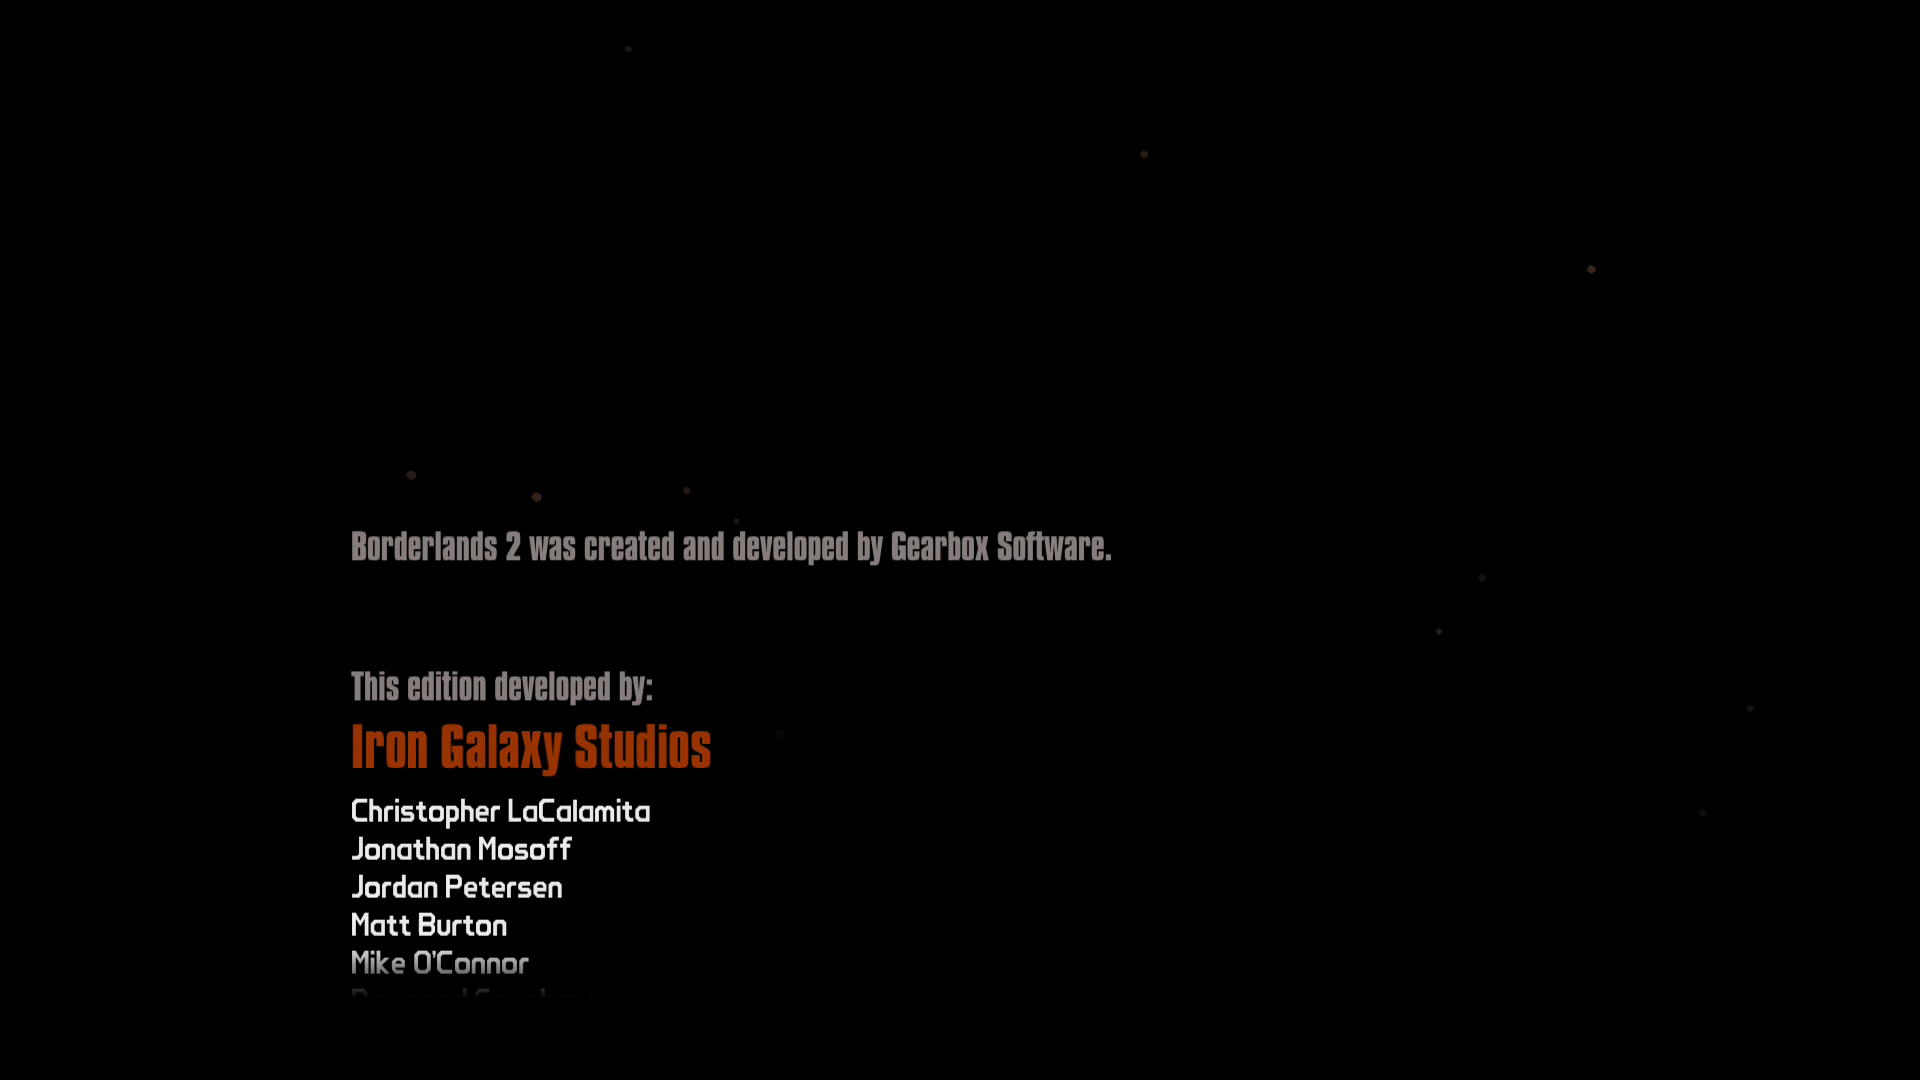 Borderlands 2 was created and developed by Gearbox Software.
This edition developed by:
Iron Galaxy Studios
Christopher LaCalamita
Jonathan Mosoff
Jordan Petersen
Matt Burton
Mike O'Connor